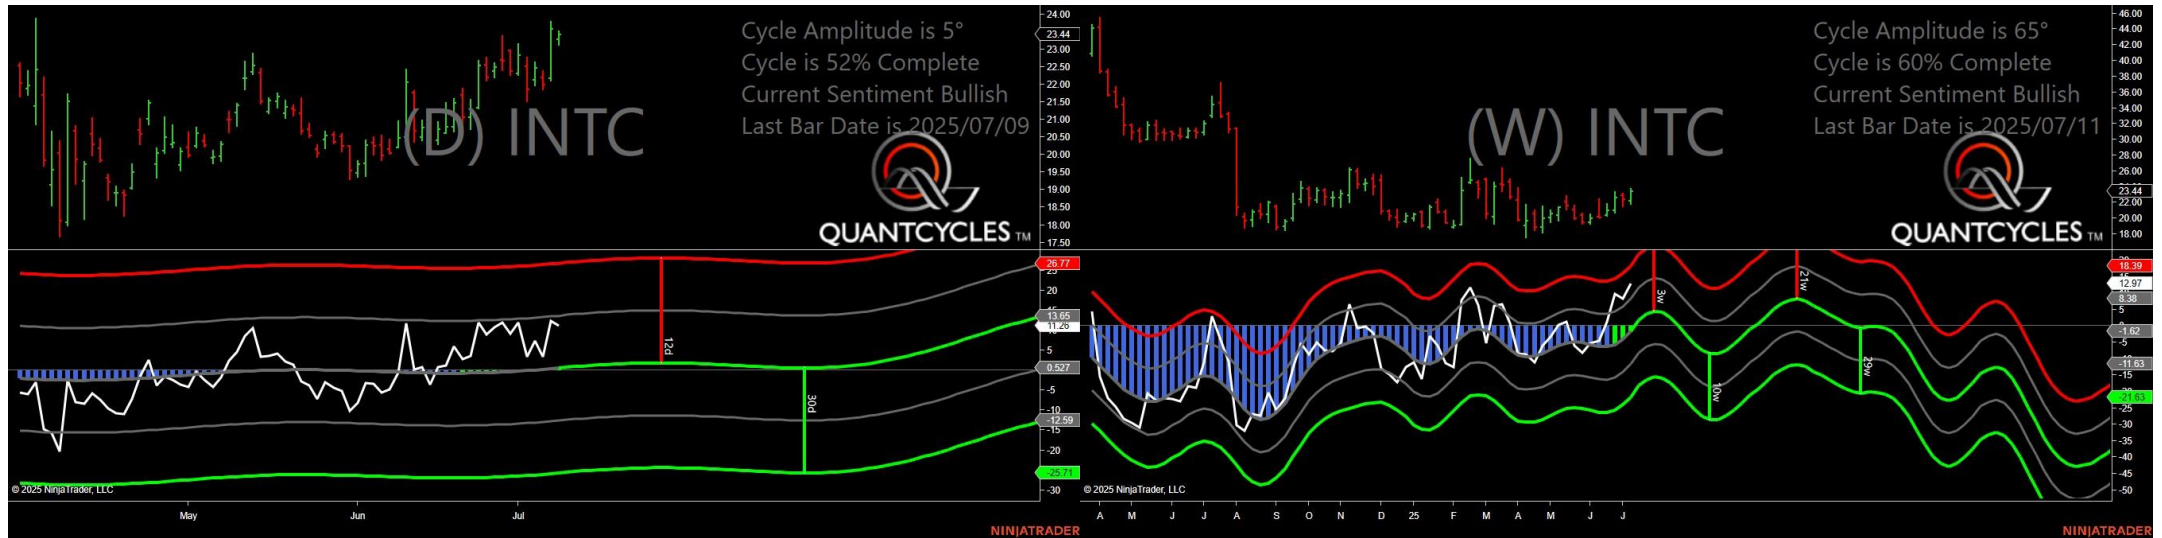 Cycle Amplitude is 5°
Cycle is 52% Complete
Current Sentiment Bullish
Last Bar Date is 2025/07/09
(D) INTC
QUANTCYCLES TM
24.00
23.44
23.00
22.50
22.00
21.50
21.00
20.50
20.00
19.50
19.00
18.50
18.00
17.50
26.77
25
20
13.65
11.26
5
0.527
-5
-10
-12.59
-15
-20
-25.71
-30
12d
30d
© 2025 NinjaTrader, LLC
May
Jun
Jul
NINJATRADER
Cycle Amplitude is 65°
Cycle is 60% Complete
Current Sentiment Bullish
Last Bar Date is 2025/07/11
(W) INTC
QUANTCYCLES TM
46.00
44.00
42.00
40.00
38.00
36.00
34.00
32.00
30.00
28.00
26.00
23.44
22.00
20.00
18.00
18.39
12.97
8.38
5
-1.62
-11.63
-15
-21.63
-25
-30
-35
-40
-45
-50
3w
10w
21w
29w
© 2025 NinjaTrader, LLC
A
M
J
J
A
S
O
N
D
25
F
M
A
M
J
J
NINJATRADER